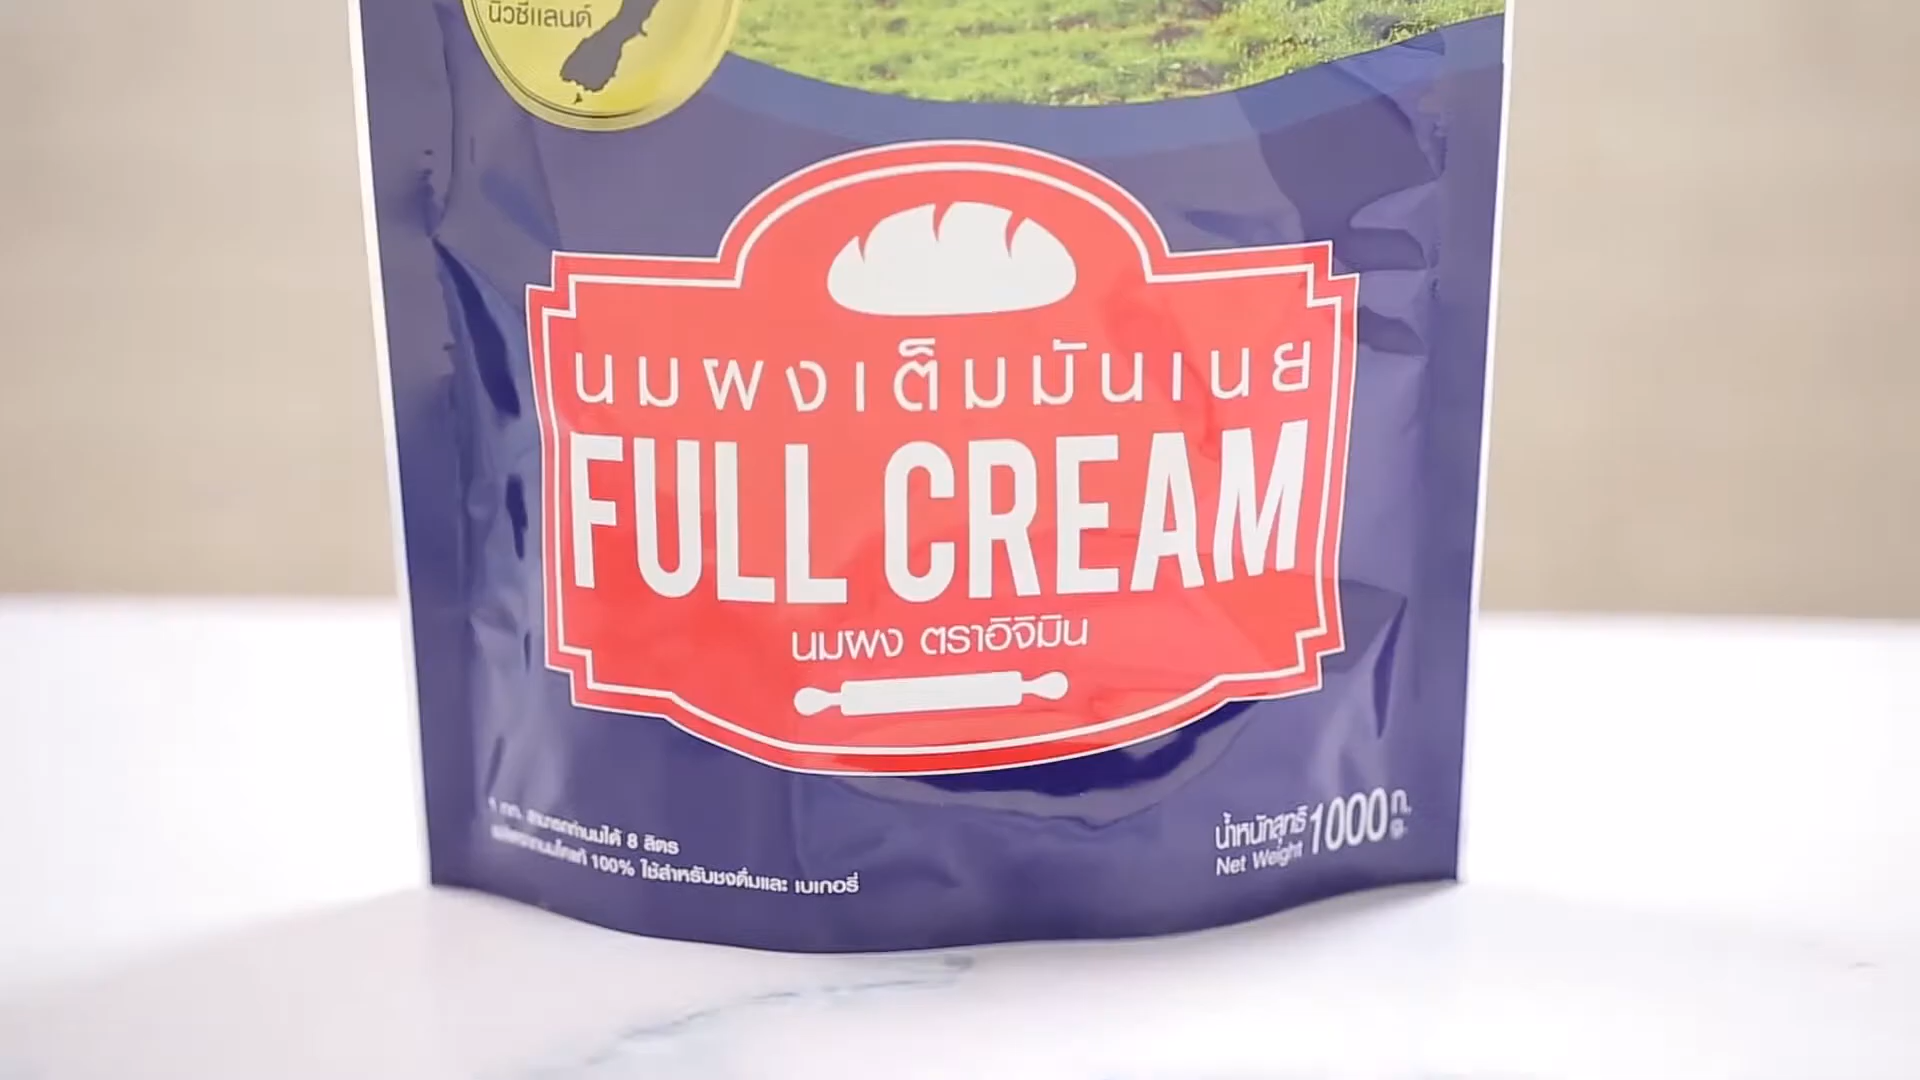 นิวซีแลนด์
นมผงเต็มมันเนย
FULL CREAM
นมผง ตราอิจิมิน
1 กก. สามารถทำนมได้ 8 ลิตร
100% ใช้สำหรับชงดื่มและ เบเกอรี่
น้ำหนักสุทธิ 1000 ก.
Net Weight g.